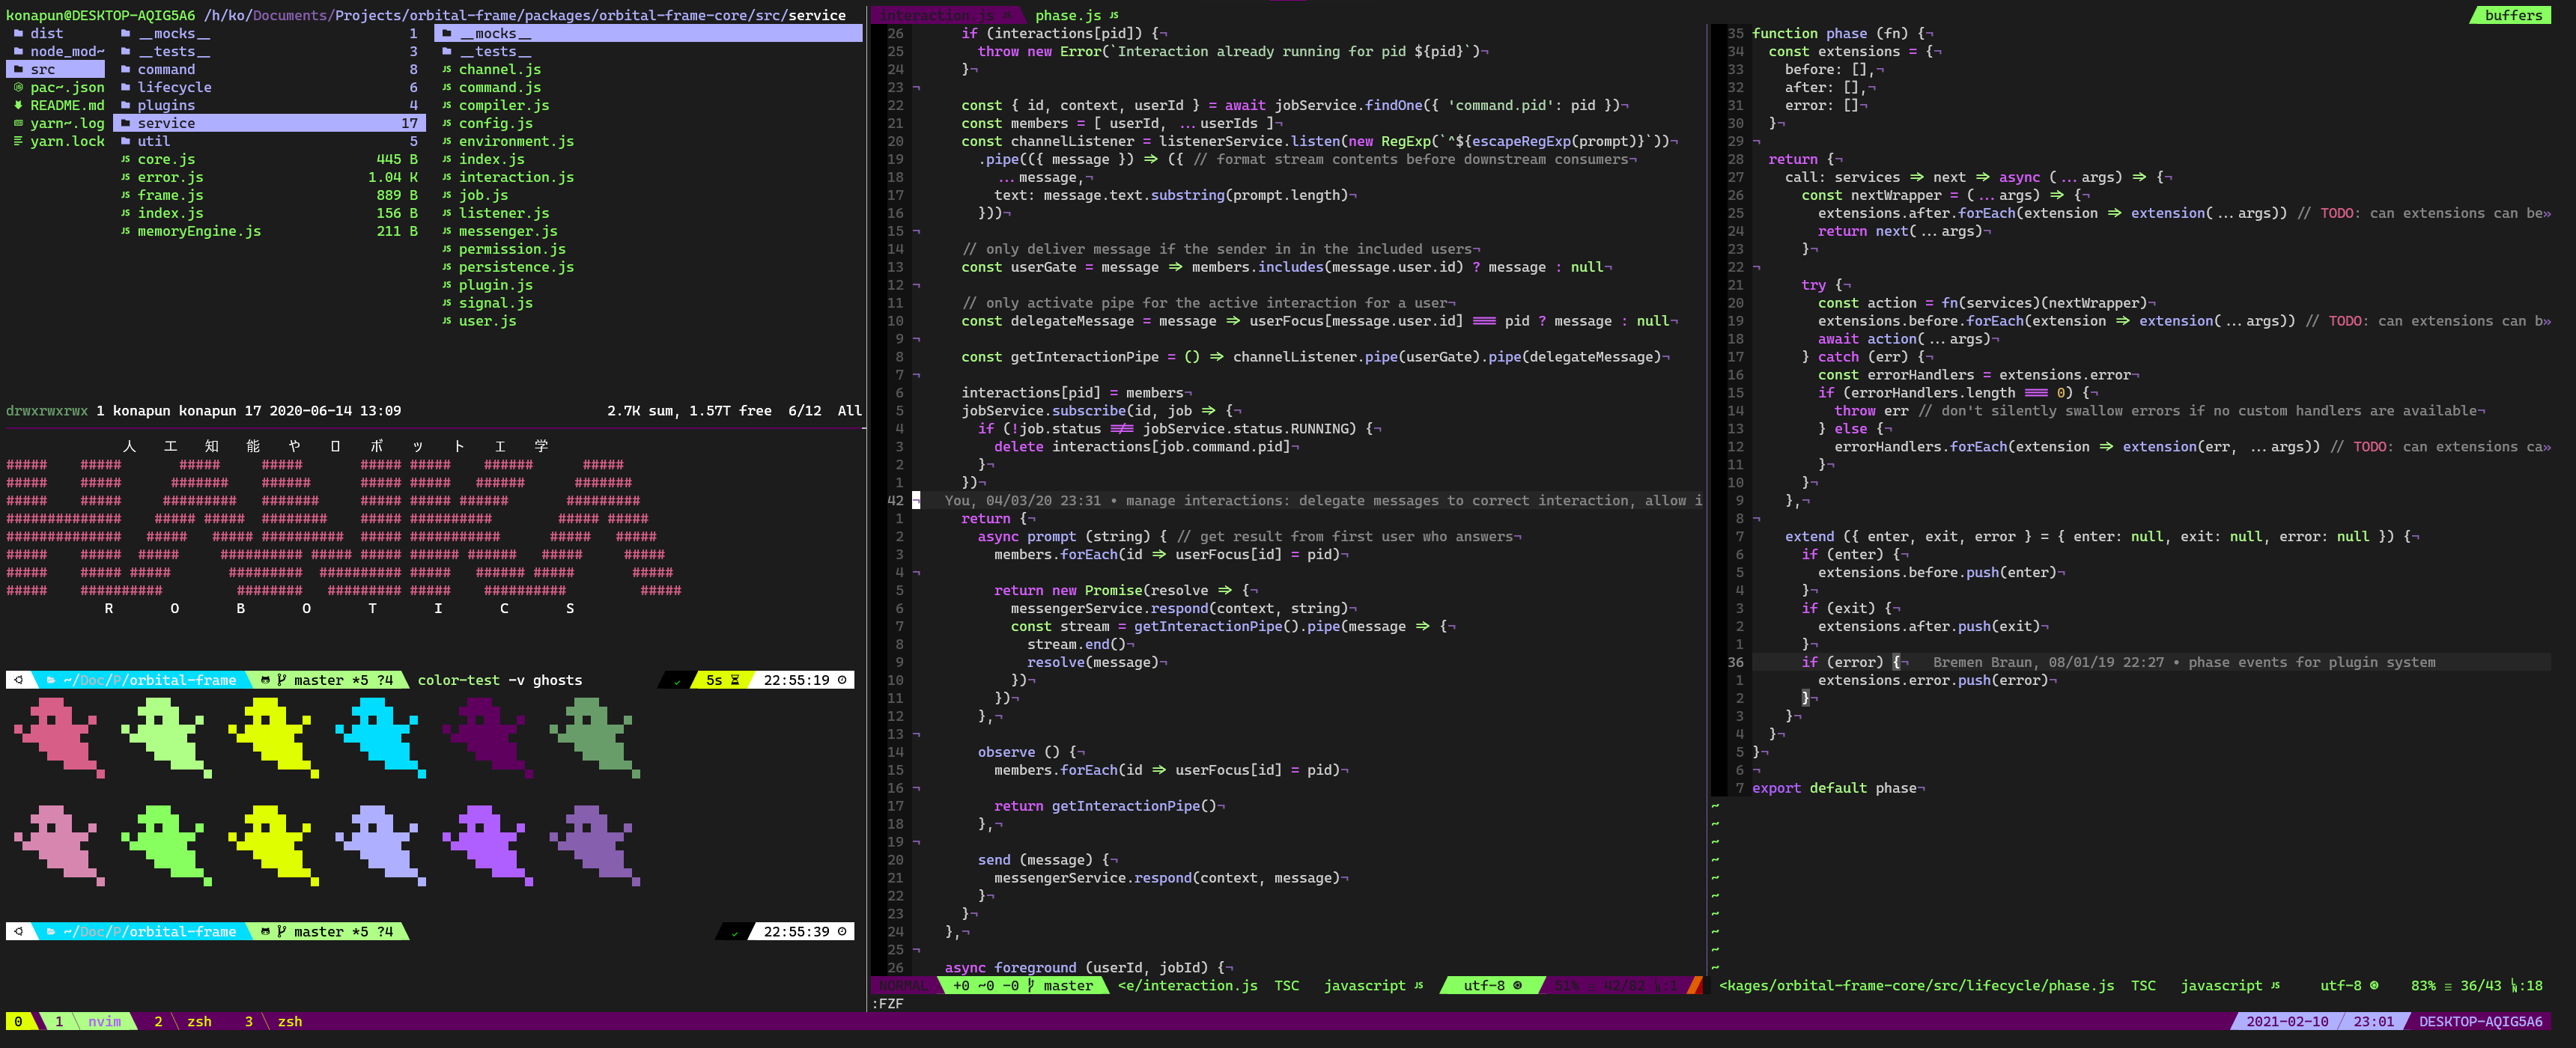 konapun@DESKTOP-AQIG5A6 /h/ko/Documents/Projects/orbital-frame/packages/orbital-frame-core/src/service
dist
node_mod~
src
pac~.json
README.md
yarn~.log
yarn.lock
__mocks__ 1
__tests__ 3
command 8
lifecycle 6
plugins 4
service 17
util 5
JS core.js 445 B
JS error.js 1.04 K
JS frame.js 889 B
JS index.js 156 B
JS memoryEngine.js 211 B
__mocks__
__tests__
JS channel.js
JS command.js
JS compiler.js
JS config.js
JS environment.js
JS index.js
JS interaction.js
JS job.js
JS listener.js
JS messenger.js
JS permission.js
JS persistence.js
JS plugin.js
JS signal.js
JS user.js
drwxrwxrwx 1 konapun konapun 17 2020-06-14 13:09 2.7K sum, 1.57T free 6/12 All
人 工 知 能 や ロ ボ ッ ト エ 学
R O B O T I C S
~/Doc/P/orbital-frame master *5 ?4 color-test -v ghosts 5s 22:55:19
~/Doc/P/orbital-frame master *5 ?4 22:55:39
interaction.js JS phase.js JS buffers
26 if (interactions[pid]) {¬
25 throw new Error(`Interaction already running for pid ${pid}`)¬
24 }¬
23 ¬
22 const { id, context, userId } = await jobService.findOne({ 'command.pid': pid })¬
21 const members = [ userId, ...userIds ]¬
20 const channelListener = listenerService.listen(new RegExp(`^${escapeRegExp(prompt)}`))¬
19 .pipe(({ message }) => ({ // format stream contents before downstream consumers¬
18 ...message,¬
17 text: message.text.substring(prompt.length)¬
16 }))¬
15 ¬
14 // only deliver message if the sender in in the included users¬
13 const userGate = message => members.includes(message.user.id) ? message : null¬
12 ¬
11 // only activate pipe for the active interaction for a user¬
10 const delegateMessage = message => userFocus[message.user.id] === pid ? message : null¬
9 ¬
8 const getInteractionPipe = () => channelListener.pipe(userGate).pipe(delegateMessage)¬
7 ¬
6 interactions[pid] = members¬
5 jobService.subscribe(id, job => {¬
4 if (!job.status !== jobService.status.RUNNING) {¬
3 delete interactions[job.command.pid]¬
2 }¬
1 })¬
42 ¬ You, 04/03/20 23:31 • manage interactions: delegate messages to correct interaction, allow i
1 return {¬
2 async prompt (string) { // get result from first user who answers¬
3 members.forEach(id => userFocus[id] = pid)¬
4 ¬
5 return new Promise(resolve => {¬
6 messengerService.respond(context, string)¬
7 const stream = getInteractionPipe().pipe(message => {¬
8 stream.end()¬
9 resolve(message)¬
10 })¬
11 })¬
12 },¬
13 ¬
14 observe () {¬
15 members.forEach(id => userFocus[id] = pid)¬
16 ¬
17 return getInteractionPipe()¬
18 },¬
19 ¬
20 send (message) {¬
21 messengerService.respond(context, message)¬
22 }¬
23 }¬
24 },¬
25 ¬
26 async foreground (userId, jobId) {¬
NORMAL +0 ~0 -0 master <e/interaction.js TSC javascript JS utf-8 51% ≡ 42/82 :1
:FZF
35 function phase (fn) {¬
34 const extensions = {¬
33 before: [],¬
32 after: [],¬
31 error: []¬
30 }¬
29 ¬
28 return {¬
27 call: services => next => async (...args) => {¬
26 const nextWrapper = (...args) => {¬
25 extensions.after.forEach(extension => extension(...args)) // TODO: can extensions can be»
24 return next(...args)¬
23 }¬
22 ¬
21 try {¬
20 const action = fn(services)(nextWrapper)¬
19 extensions.before.forEach(extension => extension(...args)) // TODO: can extensions can b»
18 await action(...args)¬
17 } catch (err) {¬
16 const errorHandlers = extensions.error¬
15 if (errorHandlers.length === 0) {¬
14 throw err // don't silently swallow errors if no custom handlers are available¬
13 } else {¬
12 errorHandlers.forEach(extension => extension(err, ...args)) // TODO: can extensions ca»
11 }¬
10 }¬
9 },¬
8 ¬
7 extend ({ enter, exit, error } = { enter: null, exit: null, error: null }) {¬
6 if (enter) {¬
5 extensions.before.push(enter)¬
4 }¬
3 if (exit) {¬
2 extensions.after.push(exit)¬
1 }¬
36 if (error) {¬ Bremen Braun, 08/01/19 22:27 • phase events for plugin system
1 extensions.error.push(error)¬
2 }¬
3 }¬
4 }¬
5 }¬
6 ¬
7 export default phase¬
<kages/orbital-frame-core/src/lifecycle/phase.js TSC javascript JS utf-8 83% ≡ 36/43 :18
0 1 nvim 2 zsh 3 zsh 2021-02-10 23:01 DESKTOP-AQIG5A6